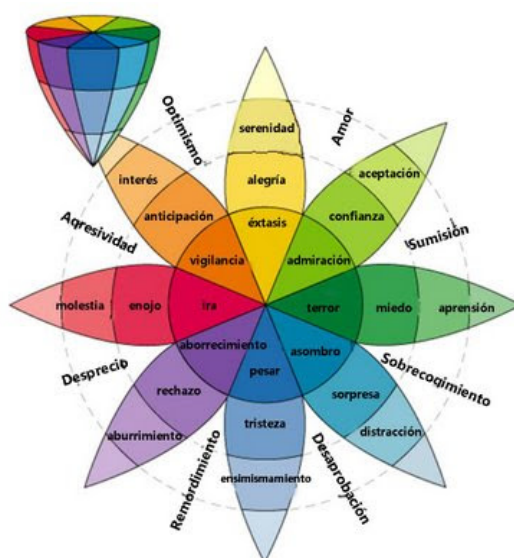 Optimismo
Amor
serenidad
interés
alegría
aceptación
anticipación
confianza
éxtasis
Agresividad
Sumisión
vigilancia
admiración
molestia
enojo
ira
terror
miedo
aprensión
aborrecimiento
asombro
Desprecio
pesar
Sobrecogimiento
rechazo
sorpresa
aburrimiento
tristeza
distracción
Remordimiento
ensimismamiento
Desaprobación